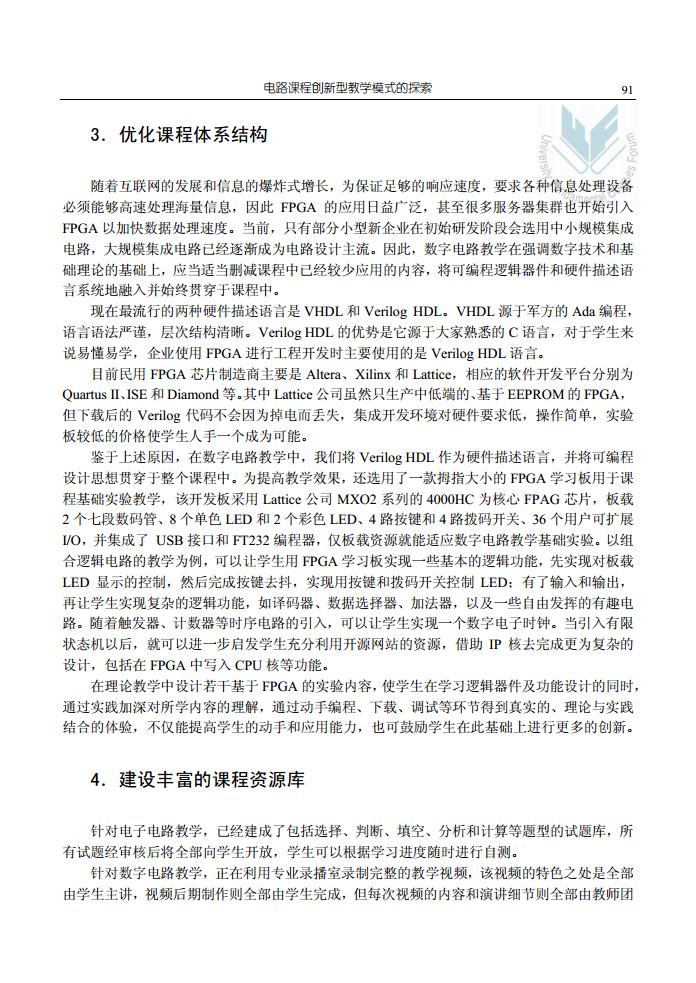 电路课程创新型教学模式的探索 91
3．优化课程体系结构
随着互联网的发展和信息的爆炸式增长，为保证足够的响应速度，要求各种信息处理设备
必须能够高速处理海量信息，因此 FPGA 的应用日益广泛，甚至很多服务器集群也开始引入
FPGA 以加快数据处理速度。当前，只有部分小型新企业在初始研发阶段会选用中小规模集成
电路，大规模集成电路已经逐渐成为电路设计主流。因此，数字电路教学在强调数字技术和基
础理论的基础上，应当适当删减课程中已经较少应用的内容，将可编程逻辑器件和硬件描述语
言系统地融入并始终贯穿于课程中。
现在最流行的两种硬件描述语言是 VHDL 和 Verilog HDL。VHDL 源于军方的 Ada 编程，
语言语法严谨，层次结构清晰。Verilog HDL 的优势是它源于大家熟悉的 C 语言，对于学生来
说易懂易学，企业使用 FPGA 进行工程开发时主要使用的是 Verilog HDL 语言。
目前民用 FPGA 芯片制造商主要是 Altera、Xilinx 和 Lattice，相应的软件开发平台分别为
Quartus II、ISE 和 Diamond 等。其中 Lattice 公司虽然只生产中低端的、基于 EEPROM 的 FPGA，
但下载后的 Verilog 代码不会因为掉电而丢失，集成开发环境对硬件要求低，操作简单，实验
板较低的价格使学生人手一个成为可能。
鉴于上述原因，在数字电路教学中，我们将 Verilog HDL 作为硬件描述语言，并将可编程
设计思想贯穿于整个课程中。为提高教学效果，还选用了一款拇指大小的 FPGA 学习板用于课
程基础实验教学，该开发板采用 Lattice 公司 MXO2 系列的 4000HC 为核心 FPAG 芯片，板载
2 个七段数码管、8 个单色 LED 和 2 个彩色 LED、4 路按键和 4 路拨码开关、36 个用户可扩展
I/O，并集成了 USB 接口和 FT232 编程器，仅板载资源就能适应数字电路教学基础实验。以组
合逻辑电路的教学为例，可以让学生用 FPGA 学习板实现一些基本的逻辑功能，先实现对板载
LED 显示的控制，然后完成按键去抖，实现用按键和拨码开关控制 LED；有了输入和输出，
再让学生实现复杂的逻辑功能，如译码器、数据选择器、加法器，以及一些自由发挥的有趣电
路。随着触发器、计数器等时序电路的引入，可以让学生实现一个数字电子时钟。当引入有限
状态机以后，就可以进一步启发学生充分利用开源网站的资源，借助 IP 核去完成更为复杂的
设计，包括在 FPGA 中写入 CPU 核等功能。
在理论教学中设计若干基于 FPGA 的实验内容，使学生在学习逻辑器件及功能设计的同时，
通过实践加深对所学内容的理解，通过动手编程、下载、调试等环节得到真实的、理论与实践
结合的体验，不仅能提高学生的动手和应用能力，也可鼓励学生在此基础上进行更多的创新。
4．建设丰富的课程资源库
针对电子电路教学，已经建成了包括选择、判断、填空、分析和计算等题型的试题库，所
有试题经审核后将全部向学生开放，学生可以根据学习进度随时进行自测。
针对数字电路教学，正在利用专业录播室录制完整的教学视频，该视频的特色之处是全部
由学生主讲，视频后期制作则全部由学生完成，但每次视频的内容和演讲细节则全部由教师团